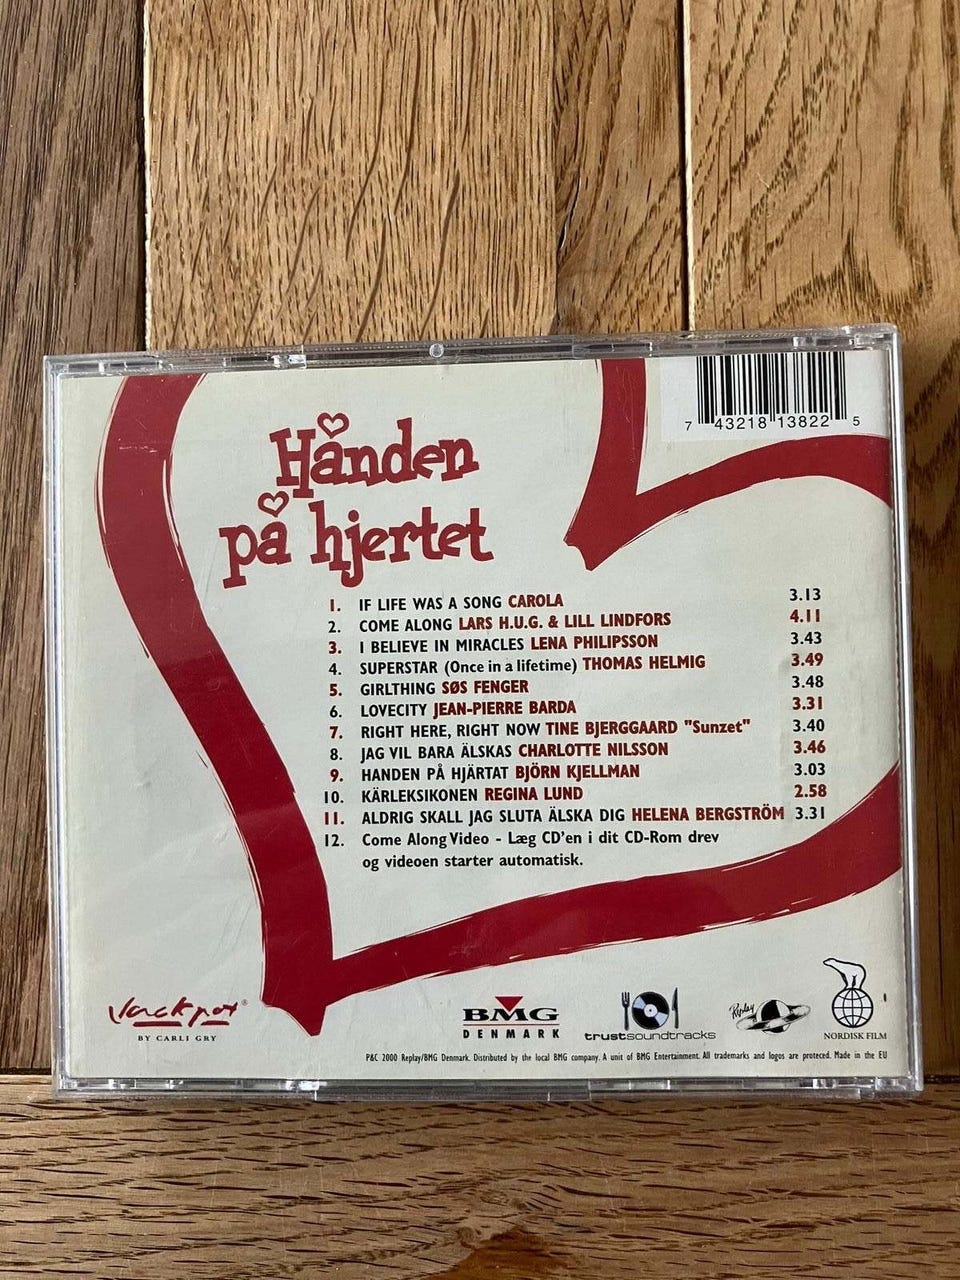 7 43218 13822 5
Hånden
på hjertet
1. IF LIFE WAS A SONG CAROLA 3.13
2. COME ALONG LARS H.U.G. & LILL LINDFORS 4.11
3. I BELIEVE IN MIRACLES LENA PHILIPSSON 3.43
4. SUPERSTAR (Once in a lifetime) THOMAS HELMIG 3.49
5. GIRLTHING SØS FENGER 3.48
6. LOVECITY JEAN-PIERRE BARDA 3.31
7. RIGHT HERE, RIGHT NOW TINE BJERGGAARD "Sunzet" 3.40
8. JAG VIL BARA ÄLSKAS CHARLOTTE NILSSON 3.46
9. HANDEN PÅ HJÄRTAT BJÖRN KJELLMAN 3.03
10. KÄRLEKSIKONEN REGINA LUND 2.58
11. ALDRIG SKALL JAG SLUTA ÄLSKA DIG HELENA BERGSTRÖM 3.31
12. Come Along Video - Læg CD'en i dit CD-Rom drev
og videoen starter automatisk.
Jackpot®
BY CARLI GRY
BMG
DENMARK
trustsoundtracks
Replay
NORDISK FILM
P&C 2000 Replay/BMG Denmark. Distributed by the local BMG company. A unit of BMG Entertainment. All trademarks and logos are proteced. Made in the EU